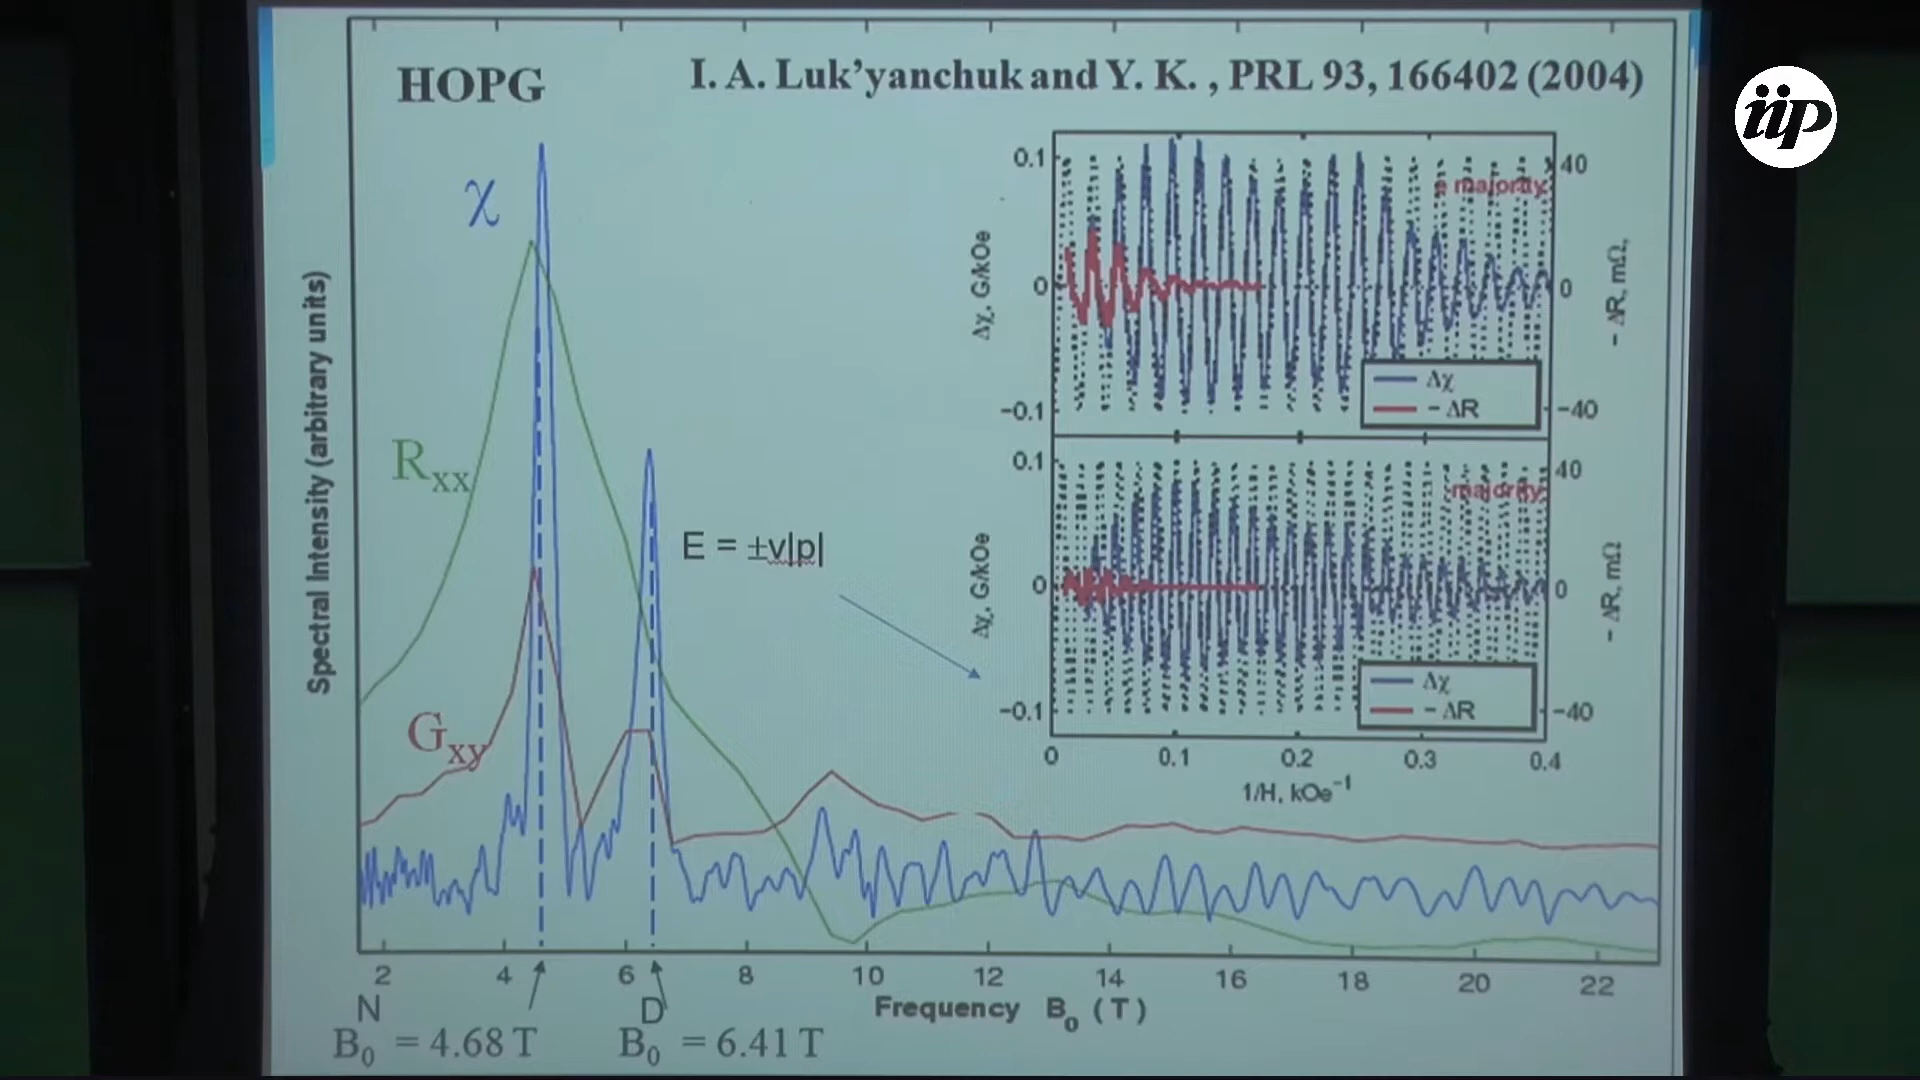 iip
HOPG
I. A. Luk’yanchuk and Y. K. , PRL 93, 166402 (2004)
χ
Rxx
Gxy
E = ±v|p|
Spectral Intensity (arbitrary units)
2 4 6 8 10 12 14 16 18 20 22
Frequency B0 (T)
N
D
B0 = 4.68 T
B0 = 6.41 T
0.1
0
−0.1
Δχ, G/kOe
40
0
−40
− ΔR, mΩ,
e majority
Δχ
− ΔR
0.1
0
−0.1
Δχ, G/kOe
40
0
−40
− ΔR, mΩ
majority
Δχ
− ΔR
0 0.1 0.2 0.3 0.4
1/H, kOe−1